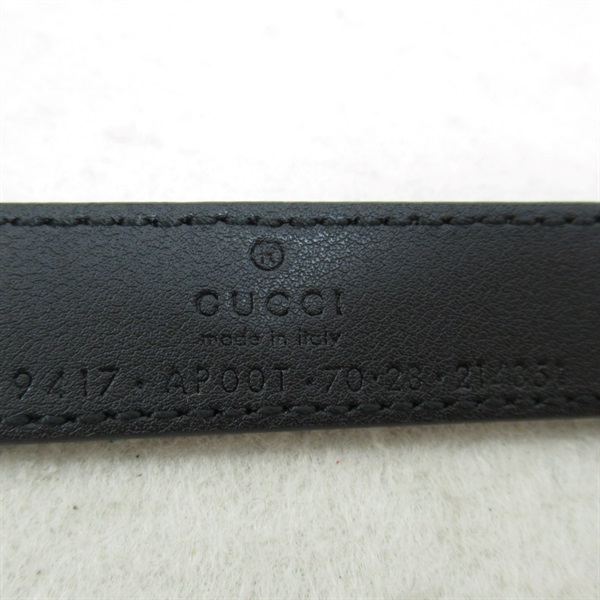 ®
GUCCI
made in italy
9417 · AP00T · 70·28 ·